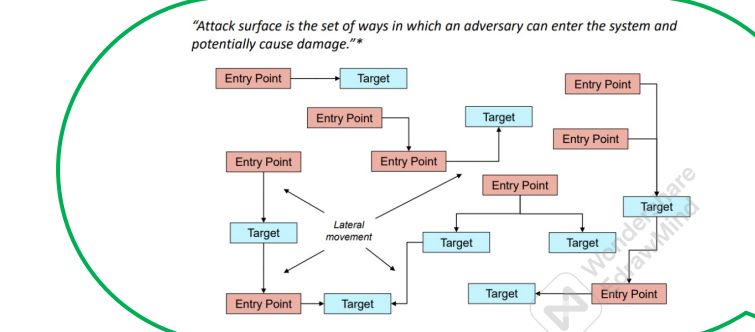 “Attack surface is the set of ways in which an adversary can enter the system and
potentially cause damage.”*
Entry Point
Target
Entry Point
Entry Point
Target
Entry Point
Entry Point
Entry Point
Entry Point
Target
Target
Lateral
movement
Target
Target
Entry Point
Target
Target
Entry Point
Wondershare
EdrawMind